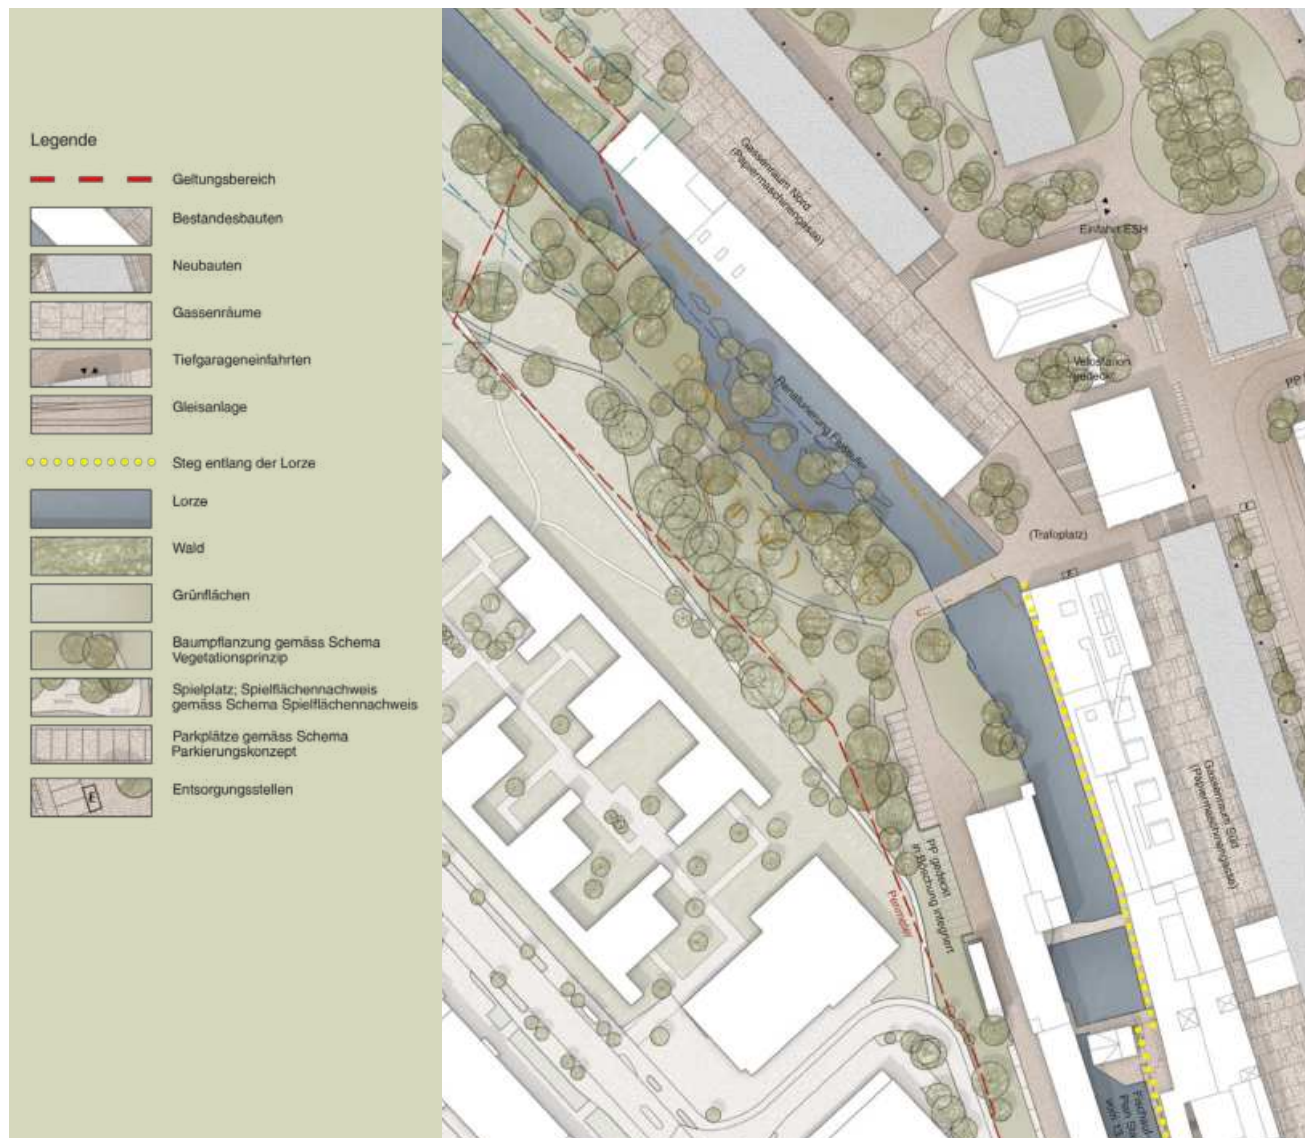 Legende
Geltungsbereich
Bestandesbauten
Neubauten
Gassenräume
Tiefgarageneinfahrten
Gleisanlage
Steg entlang der Lorze
Lorze
Wald
Grünflächen
Baumpflanzung gemäss Schema
Vegetationsprinzip
Spielplatz; Spielflächennachweis
gemäss Schema Spielflächennachweis
Parkplätze gemäss Schema
Parkierungskonzept
Entsorgungsstellen
E
Gassenraum Nord
(Papiermaschinengasse)
Einfahrt ESH
Velostation
gedeckt
PP
Renaturierung
(Trafoplatz)
Gassenraum Süd
(Papiermaschinengasse)
PP gedeckt
in Böschung integriert
Perimeter